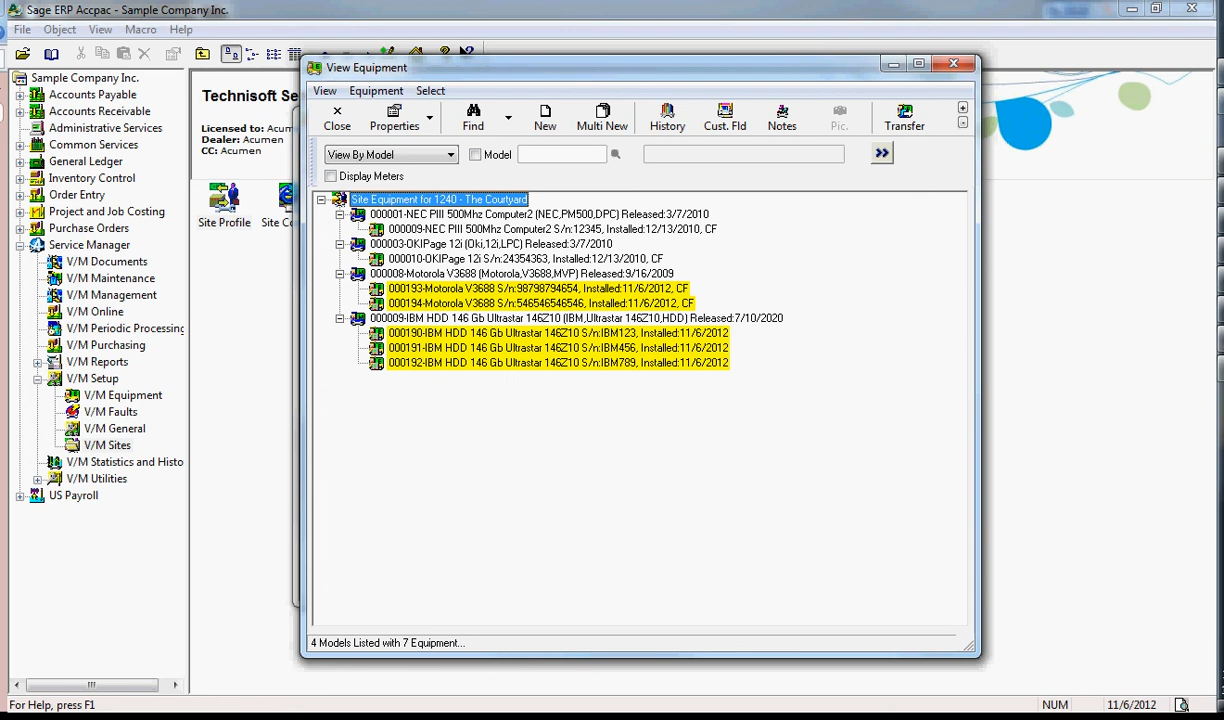 Sage ERP Accpac - Sample Company Inc.
File Object View Macro Help
Sample Company Inc.
Accounts Payable
Accounts Receivable
Administrative Services
Common Services
General Ledger
Inventory Control
Order Entry
Project and Job Costing
Purchase Orders
Service Manager
V/M Documents
V/M Maintenance
V/M Management
V/M Online
V/M Periodic Processing
V/M Purchasing
V/M Reports
V/M Setup
V/M Equipment
V/M Faults
V/M General
V/M Sites
V/M Statistics and Histo
V/M Utilities
US Payroll
Technisoft Se
Licensed to: Acum
Dealer: Acumen
CC: Acumen
Site Profile Site Co
View Equipment
View Equipment Select
Close Properties Find New Multi New History Cust. Fld Notes Pic. Transfer
View By Model Model >>
Display Meters
Site Equipment for 1240 - The Courtyard
000001-NEC PIII 500Mhz Computer2 (NEC,PM500,DPC) Released:3/7/2010
000009-NEC PIII 500Mhz Computer2 S/n:12345, Installed:12/13/2010, CF
000003-OKIPage 12i (Oki,12i,LPC) Released:3/7/2010
000010-OKIPage 12i S/n:24354363, Installed:12/13/2010, CF
000008-Motorola V3688 (Motorola,V3688,MVP) Released:9/16/2009
000193-Motorola V3688 S/n:98798794654, Installed:11/6/2012, CF
000194-Motorola V3688 S/n:546546546546, Installed:11/6/2012, CF
000009-IBM HDD 146 Gb Ultrastar 146Z10 (IBM,Ultrastar 146Z10,HDD) Released:7/10/2020
000190-IBM HDD 146 Gb Ultrastar 146Z10 S/n:IBM123, Installed:11/6/2012
000191-IBM HDD 146 Gb Ultrastar 146Z10 S/n:IBM456, Installed:11/6/2012
000192-IBM HDD 146 Gb Ultrastar 146Z10 S/n:IBM789, Installed:11/6/2012
4 Models Listed with 7 Equipment...
For Help, press F1 NUM 11/6/2012